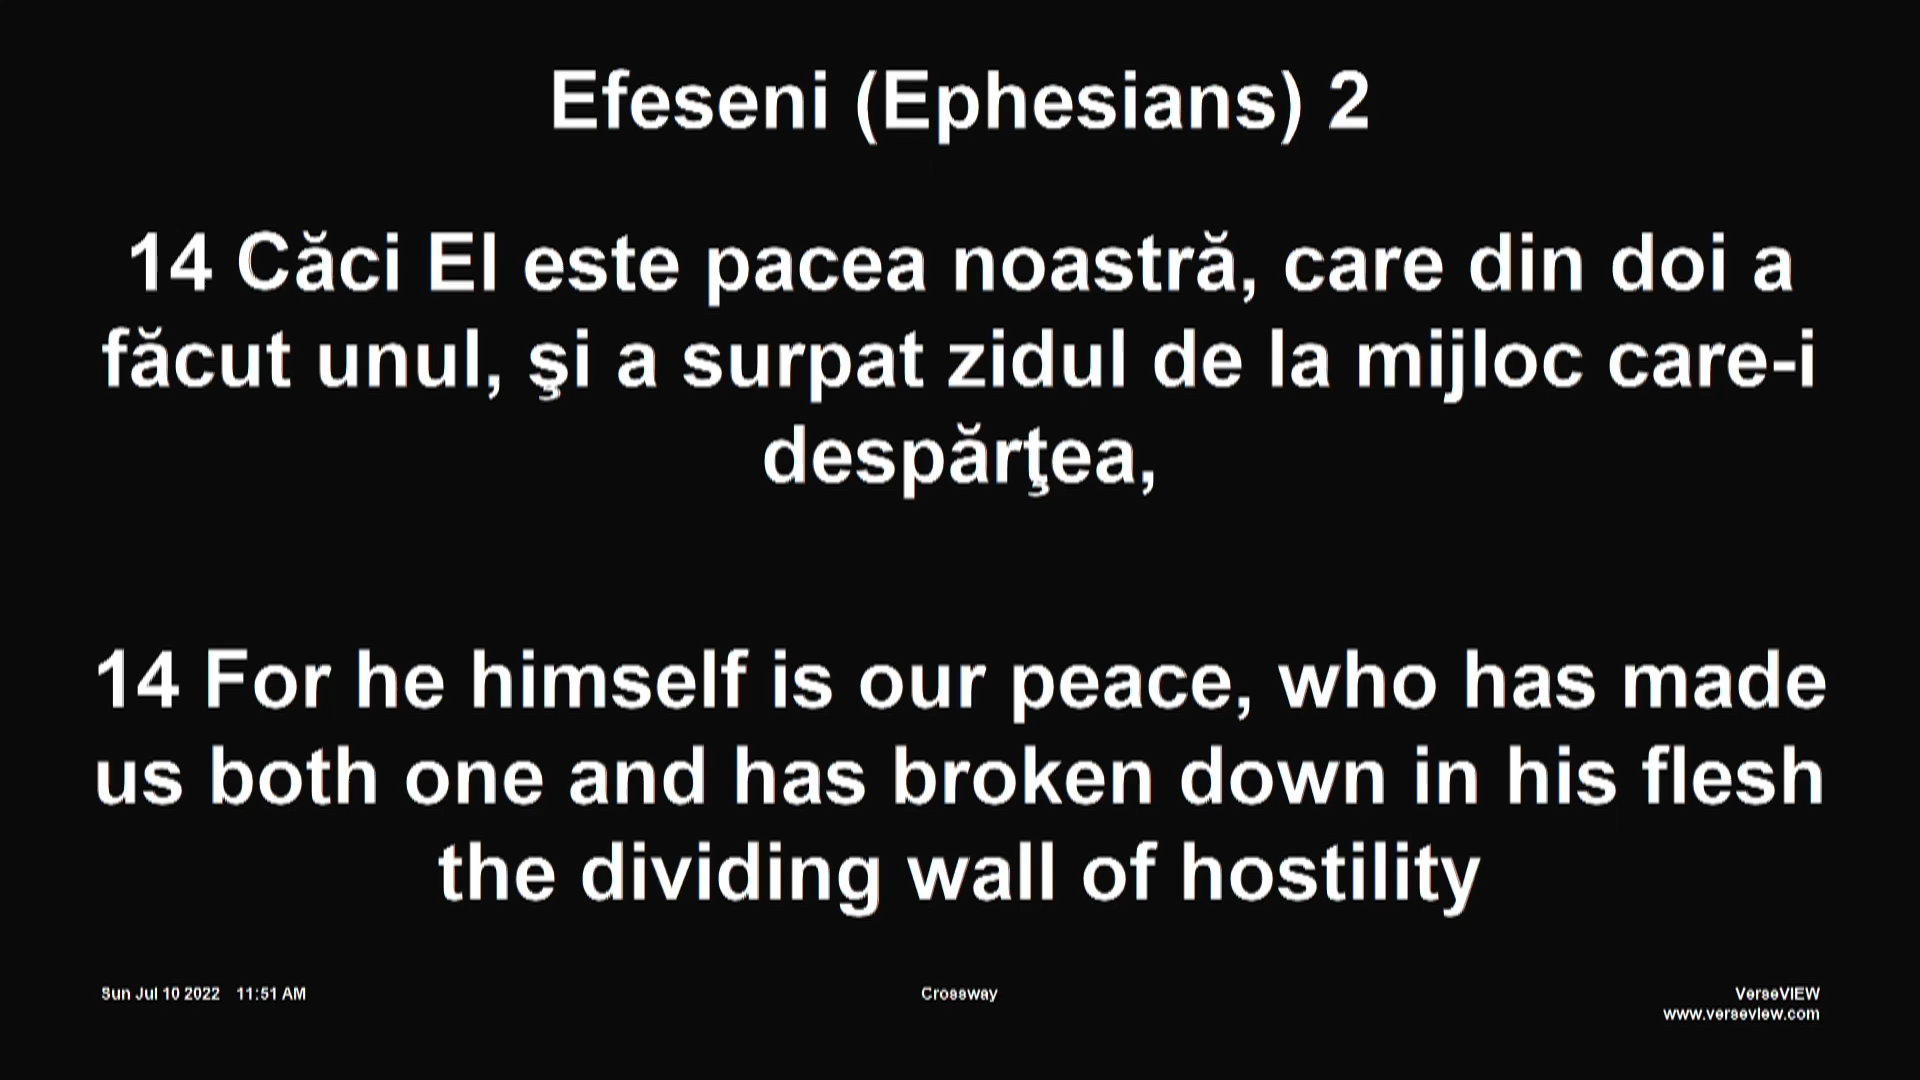 Efeseni (Ephesians) 2
14 Căci El este pacea noastră, care din doi a
făcut unul, şi a surpat zidul de la mijloc care-i
despărţea,
14 For he himself is our peace, who has made
us both one and has broken down in his flesh
the dividing wall of hostility
Sun Jul 10 2022 11:51 AM
Crossway
VerseVIEW
www.verseview.com